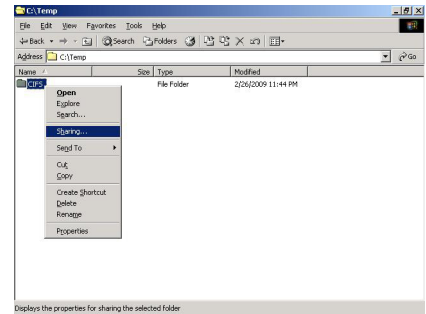 C:\Temp
File Edit View Favorites Tools Help
Back Search Folders
Address C:\Temp Go
Name Size Type Modified
CIFS File Folder 2/26/2009 11:44 PM
Open
Explore
Search...
Sharing...
Send To
Cut
Copy
Create Shortcut
Delete
Rename
Properties
Displays the properties for sharing the selected folder